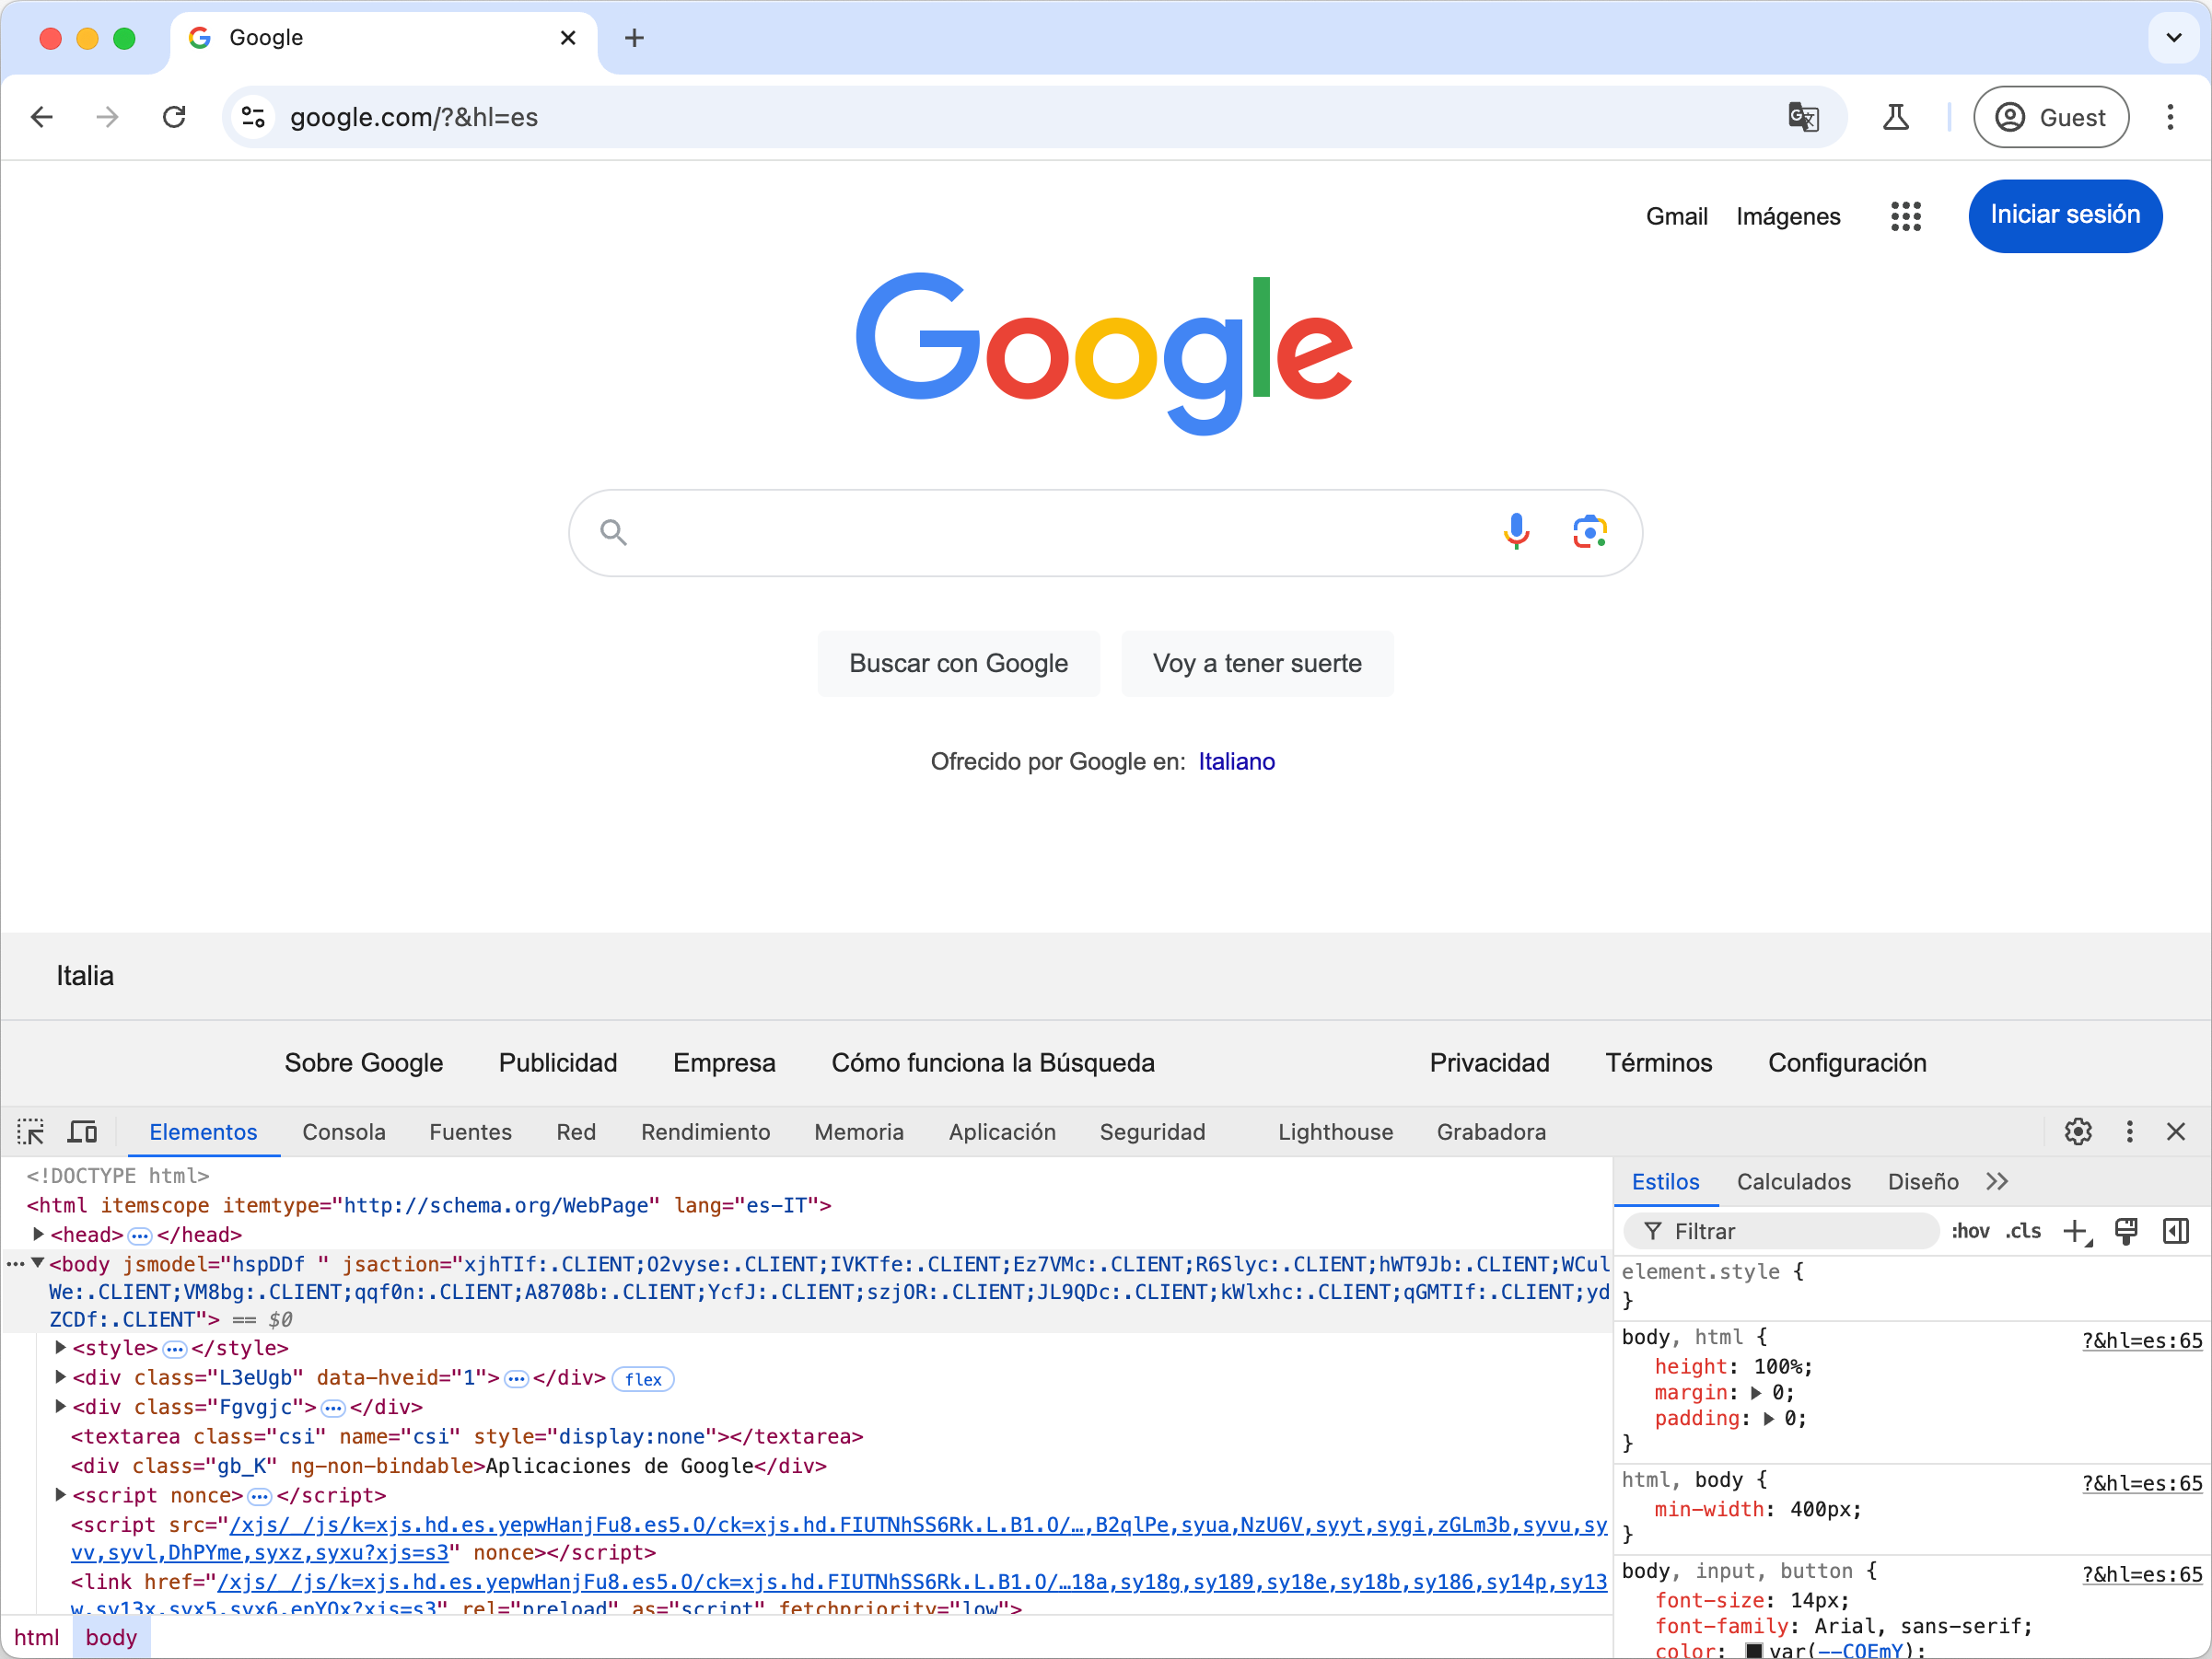 Google
google.com/?&hl=es
Guest
Gmail Imágenes Iniciar sesión
Google
Buscar con Google Voy a tener suerte
Ofrecido por Google en: Italiano
Italia
Sobre Google Publicidad Empresa Cómo funciona la Búsqueda Privacidad Términos Configuración
Elementos Consola Fuentes Red Rendimiento Memoria Aplicación Seguridad Lighthouse Grabadora
<!DOCTYPE html>
<html itemscope itemtype="http://schema.org/WebPage" lang="es-IT">
<head>…</head>
<body jsmodel="hspDDf " jsaction="xjhTIf:.CLIENT;O2vyse:.CLIENT;IVKTfe:.CLIENT;Ez7VMc:.CLIENT;R6Slyc:.CLIENT;hWT9Jb:.CLIENT;WCul
We:.CLIENT;VM8bg:.CLIENT;qqf0n:.CLIENT;A8708b:.CLIENT;YcfJ:.CLIENT;szjOR:.CLIENT;JL9QDc:.CLIENT;kWlxhc:.CLIENT;qGMTIf:.CLIENT;yd
ZCDf:.CLIENT"> == $0
<style>…</style>
<div class="L3eUgb" data-hveid="1">…</div> flex
<div class="Fgvgjc">…</div>
<textarea class="csi" name="csi" style="display:none"></textarea>
<div class="gb_K" ng-non-bindable>Aplicaciones de Google</div>
<script nonce>…</script>
<script src="/xjs/_/js/k=xjs.hd.es.yepwHanjFu8.es5.O/ck=xjs.hd.FIUTNhSS6Rk.L.B1.O/…,B2qlPe,syua,NzU6V,syyt,sygi,zGLm3b,syvu,sy
vv,syvl,DhPYme,syxz,syxu?xjs=s3" nonce></script>
<link href="/xjs/_/js/k=xjs.hd.es.yepwHanjFu8.es5.O/ck=xjs.hd.FIUTNhSS6Rk.L.B1.O/…18a,sy18g,sy189,sy18e,sy18b,sy186,sy14p,sy13
w,sy13x,syx5,syx6,epYOx?xjs=s3" rel="preload" as="script" fetchpriority="low">
html body
Estilos Calculados Diseño
Filtrar :hov .cls
element.style {
}
body, html { ?&hl=es:65
height: 100%;
margin: 0;
padding: 0;
}
html, body { ?&hl=es:65
min-width: 400px;
}
body, input, button { ?&hl=es:65
font-size: 14px;
font-family: Arial, sans-serif;
color: var(--COEmY);